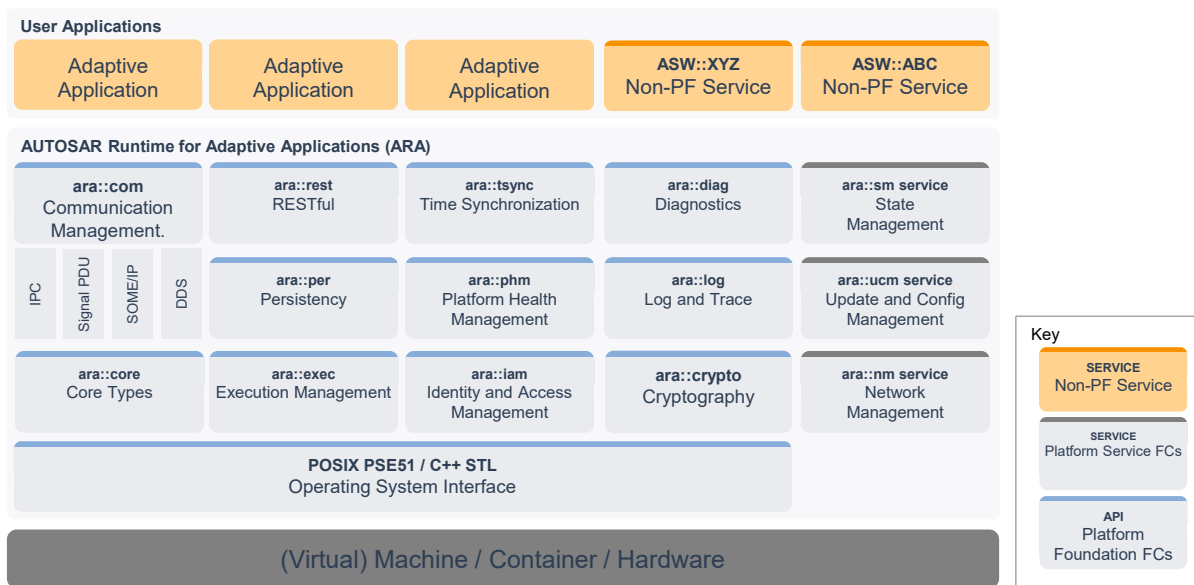 User Applications
Adaptive
Application
Adaptive
Application
Adaptive
Application
ASW::XYZ
Non-PF Service
ASW::ABC
Non-PF Service
AUTOSAR Runtime for Adaptive Applications (ARA)
ara::com
Communication
Management.
ara::rest
RESTful
ara::tsync
Time Synchronization
ara::diag
Diagnostics
ara::sm service
State
Management
IPC
Signal PDU
SOME/IP
DDS
ara::per
Persistency
ara::phm
Platform Health
Management
ara::log
Log and Trace
ara::ucm service
Update and Config
Management
ara::core
Core Types
ara::exec
Execution Management
ara::iam
Identity and Access
Management
ara::crypto
Cryptography
ara::nm service
Network
Management
POSIX PSE51 / C++ STL
Operating System Interface
(Virtual) Machine / Container / Hardware
Key
SERVICE
Non-PF Service
SERVICE
Platform Service FCs
API
Platform
Foundation FCs